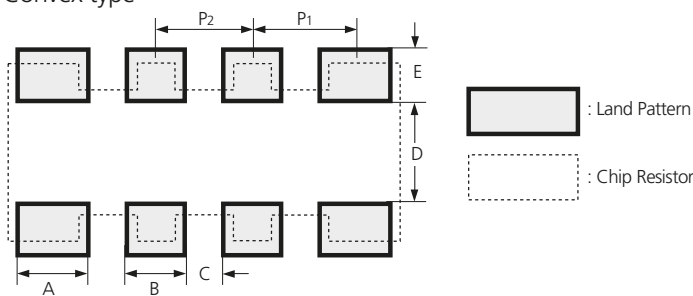 Convex type
P2
P1
E
D
: Land Pattern
: Chip Resistor
A
B
C